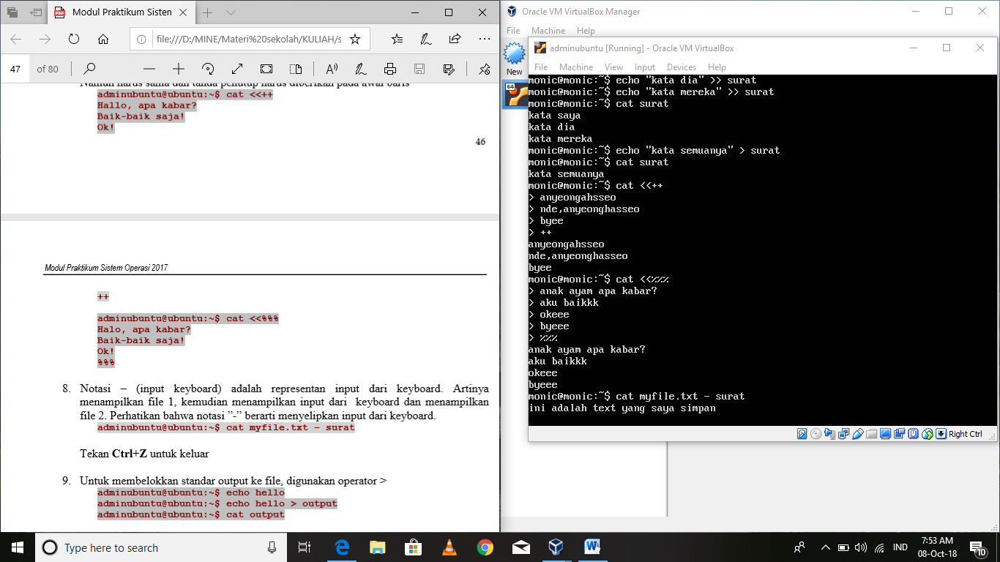 Modul Praktikum Sisten
file:///D:/MINE/Materi%20sekolah/KULIAH/s
47 of 80
Namun harus sama dan tanda penutup harus diberikan pada awal baris
adminubuntu@ubuntu:~$ cat <<++
Hallo, apa kabar?
Baik-baik saja!
Ok!
46
Modul Praktikum Sistem Operasi 2017
++
adminubuntu@ubuntu:~$ cat <<%%%
Halo, apa kabar?
Baik-baik saja!
Ok!
%%%
8. Notasi – (input keyboard) adalah representan input dari keyboard. Artinya
menampilkan file 1, kemudian menampilkan input dari keyboard dan menampilkan
file 2. Perhatikan bahwa notasi ”-” berarti menyelipkan input dari keyboard.
adminubuntu@ubuntu:~$ cat myfile.txt – surat
Tekan Ctrl+Z untuk keluar
9. Untuk membelokkan standar output ke file, digunakan operator >
adminubuntu@ubuntu:~$ echo hello
adminubuntu@ubuntu:~$ echo hello > output
adminubuntu@ubuntu:~$ cat output
Oracle VM VirtualBox Manager
File Machine Help
New
64
adminubuntu [Running] - Oracle VM VirtualBox
File Machine View Input Devices Help
monic@monic:~$ echo "kata dia" >> surat
monic@monic:~$ echo "kata mereka" >> surat
monic@monic:~$ cat surat
kata saya
kata dia
kata mereka
monic@monic:~$ echo "kata semuanya" > surat
monic@monic:~$ cat surat
kata semuanya
monic@monic:~$ cat <<++
> anyeongahsseo
> nde,anyeonghasseo
> byee
> ++
anyeongahsseo
nde,anyeonghasseo
byee
monic@monic:~$ cat <<%%%
> anak ayam apa kabar?
> aku baikkk
> okeee
> byeee
> %%%
anak ayam apa kabar?
aku baikkk
okeee
byeee
monic@monic:~$ cat myfile.txt - surat
ini adalah text yang saya simpan
Right Ctrl
Type here to search
IND
7:53 AM
08-Oct-18
10